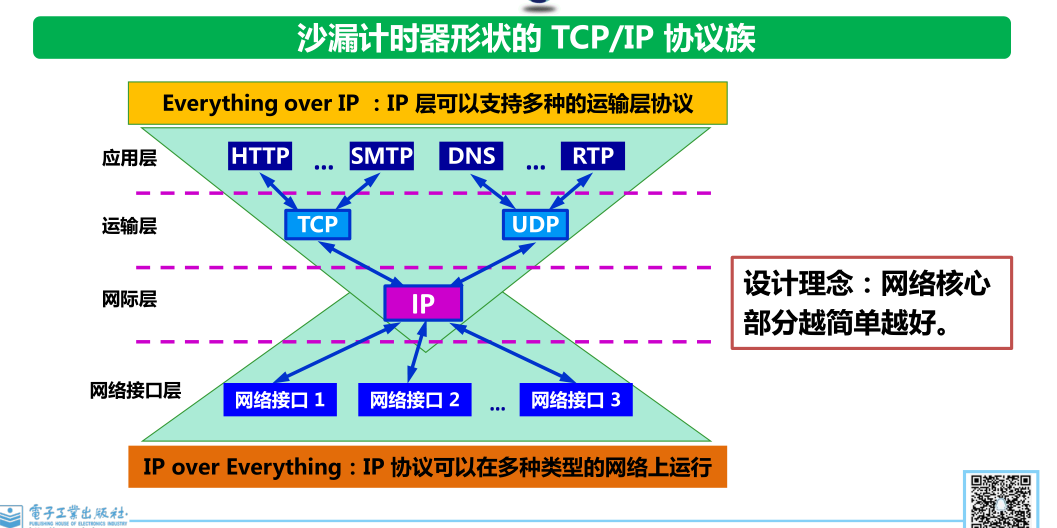 沙漏计时器形状的 TCP/IP 协议族
Everything over IP ：IP 层可以支持多种的运输层协议
应用层
HTTP ... SMTP DNS ... RTP
运输层
TCP UDP
网际层
IP
设计理念：网络核心
部分越简单越好。
网络接口层
网络接口 1 网络接口 2 ... 网络接口 3
IP over Everything：IP 协议可以在多种类型的网络上运行
電子工業出版社·
PUBLISHING HOUSE OF ELECTRONICS INDUSTRY